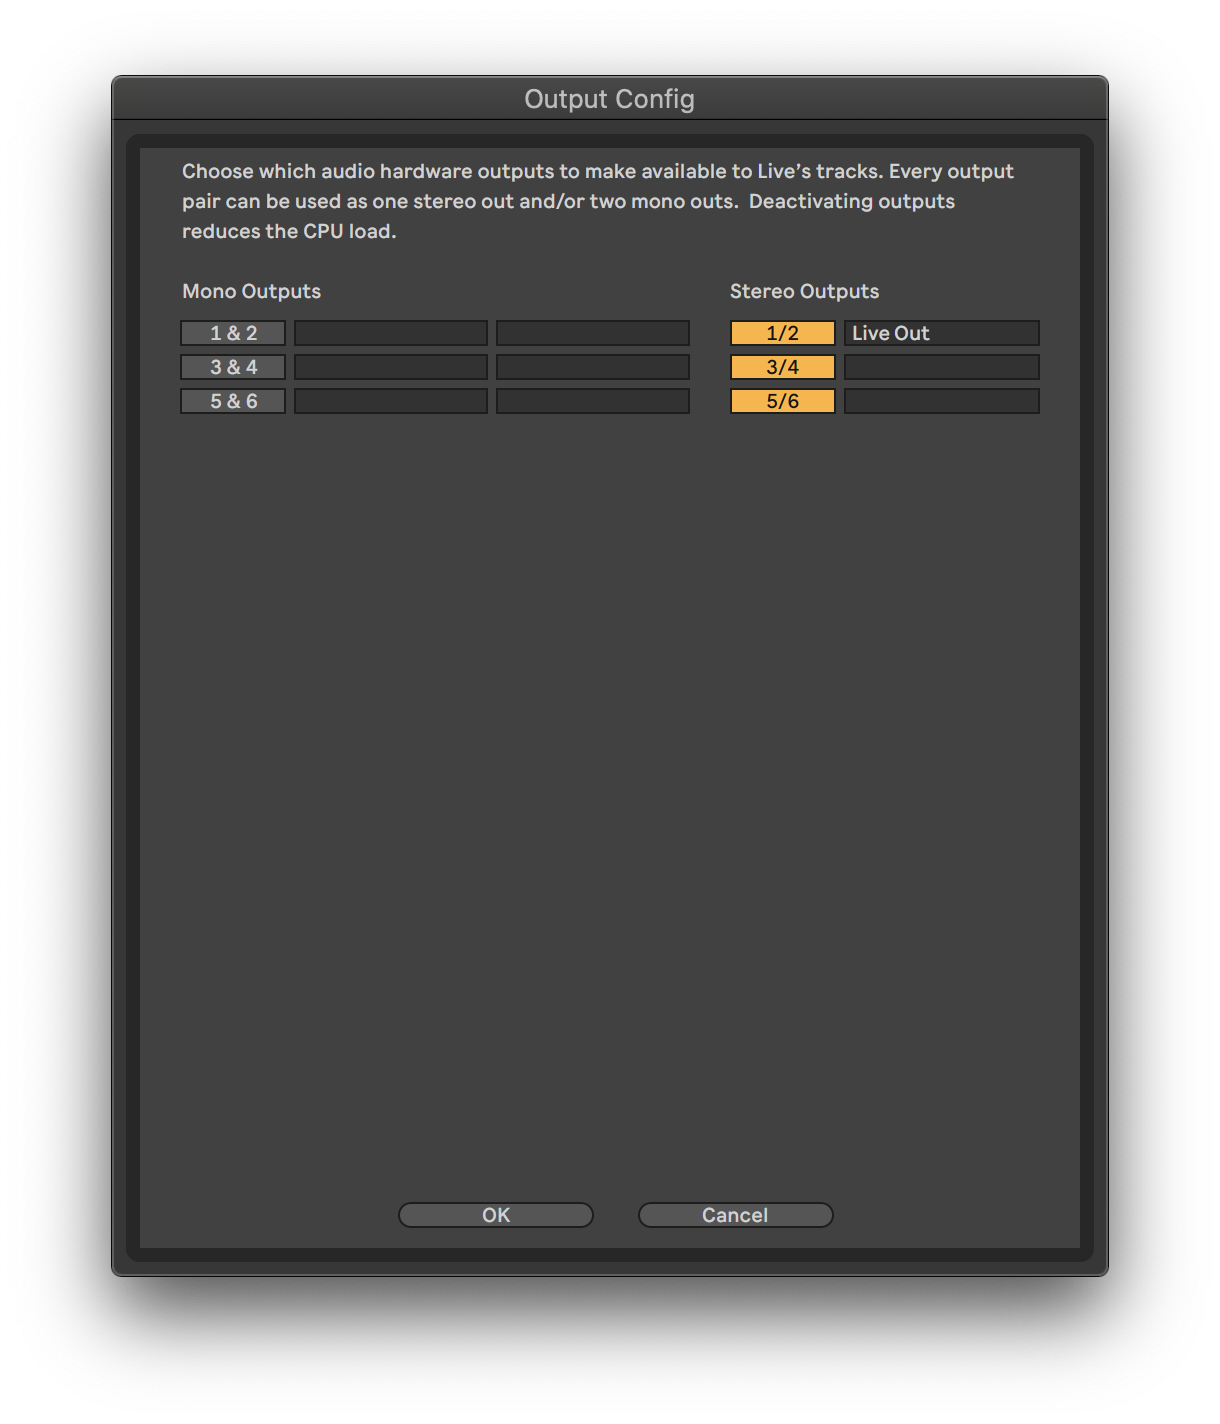 Output Config
Choose which audio hardware outputs to make available to Live’s tracks. Every output
pair can be used as one stereo out and/or two mono outs.  Deactivating outputs
reduces the CPU load.
Mono Outputs
Stereo Outputs
1 & 2
1/2
Live Out
3 & 4
3/4
5 & 6
5/6
OK
Cancel